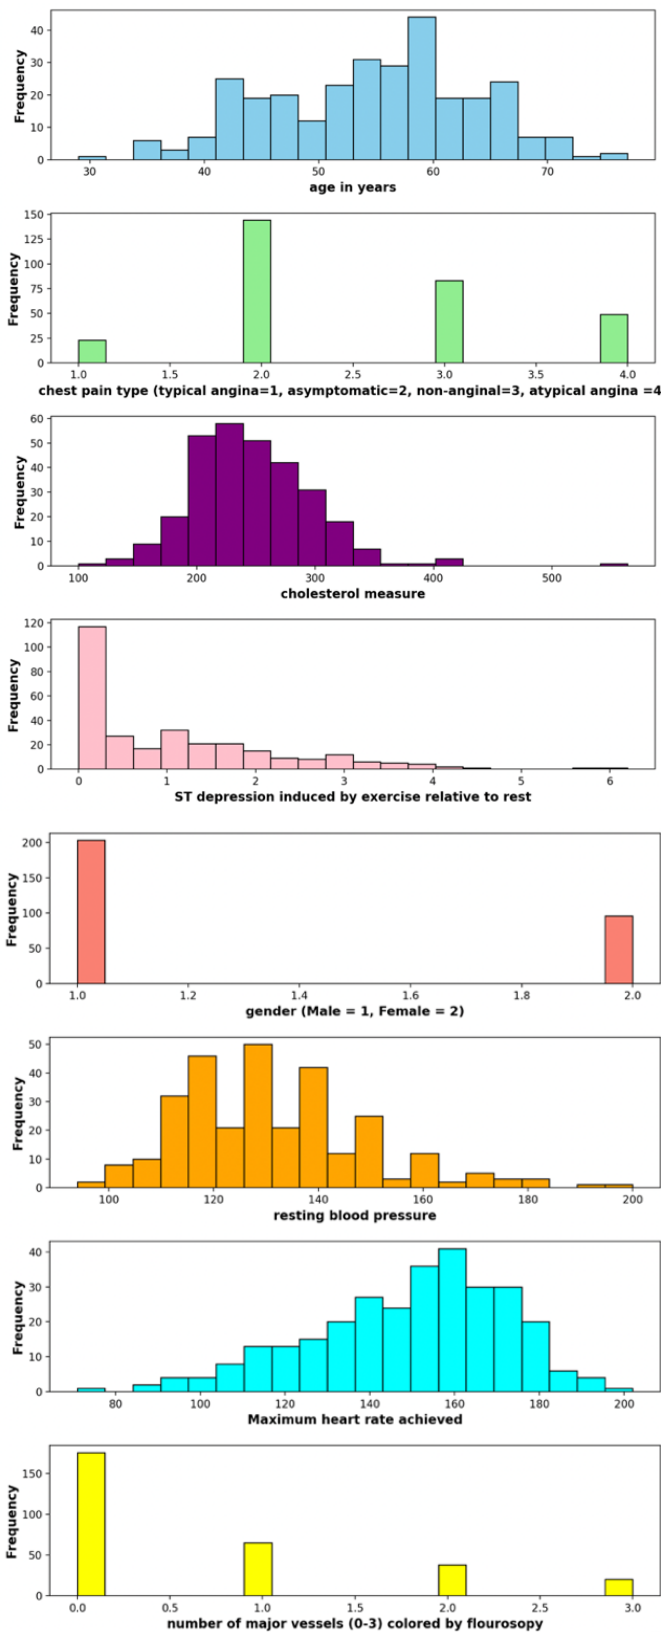 40
30
20
10
0
Frequency
30 40 50 60 70
age in years
150
125
100
75
50
25
0
Frequency
1.0 1.5 2.0 2.5 3.0 3.5 4.0
chest pain type (typical angina=1, asymptomatic=2, non-anginal=3, atypical angina =4
60
50
40
30
20
10
0
Frequency
100 200 300 400 500
cholesterol measure
120
100
80
60
40
20
0
Frequency
0 1 2 3 4 5 6
ST depression induced by exercise relative to rest
200
150
100
50
0
Frequency
1.0 1.2 1.4 1.6 1.8 2.0
gender (Male = 1, Female = 2)
50
40
30
20
10
0
Frequency
100 120 140 160 180 200
resting blood pressure
40
30
20
10
0
Frequency
80 100 120 140 160 180 200
Maximum heart rate achieved
150
100
50
0
Frequency
0.0 0.5 1.0 1.5 2.0 2.5 3.0
number of major vessels (0-3) colored by flourosopy